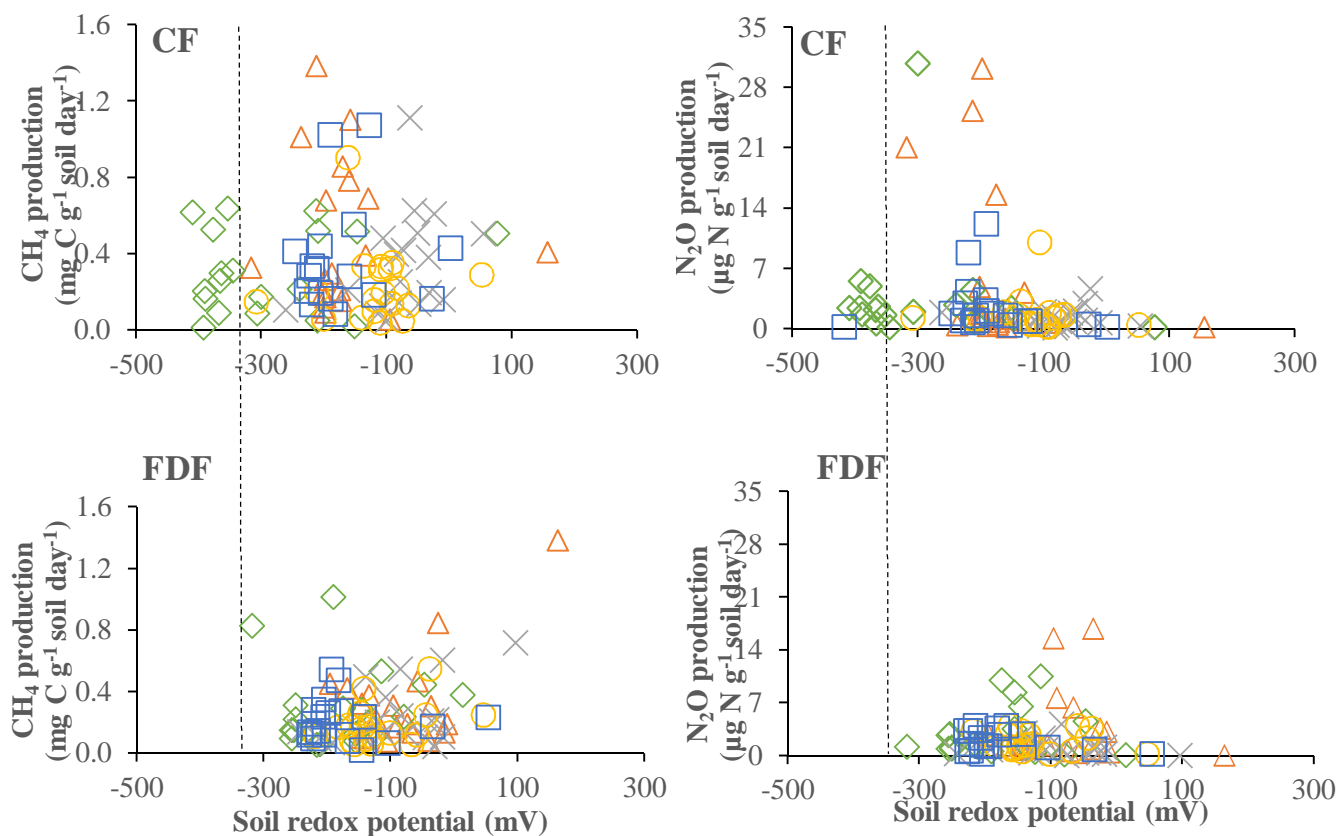 CF
CH₄ production
(mg C g⁻¹ soil day⁻¹)
1.6
1.2
0.8
0.4
0.0
-500 -300 -100 100 300
CF
N₂O production
(µg N g⁻¹ soil day⁻¹)
35
28
21
14
7
0
-500 -300 -100 100 300
FDF
CH₄ production
(mg C g⁻¹ soil day⁻¹)
1.6
1.2
0.8
0.4
0.0
-500 -300 -100 100 300
Soil redox potential (mV)
FDF
N₂O production
(µg N g⁻¹ soil day⁻¹)
35
28
21
14
7
0
-500 -300 -100 100 300
Soil redox potential (mV)